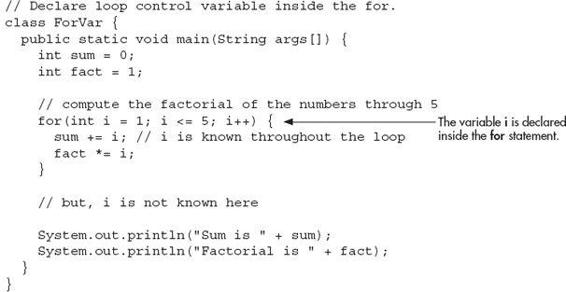 // Declare loop control variable inside the for.
class ForVar {
  public static void main(String args[]) {
    int sum = 0;
    int fact = 1;

    // compute the factorial of the numbers through 5
    for(int i = 1; i <= 5; i++) {
The variable i is declared
      sum += i; // i is known throughout the loop
inside the for statement.
      fact *= i;
    }

    // but, i is not known here

    System.out.println("Sum is " + sum);
    System.out.println("Factorial is " + fact);
  }
}